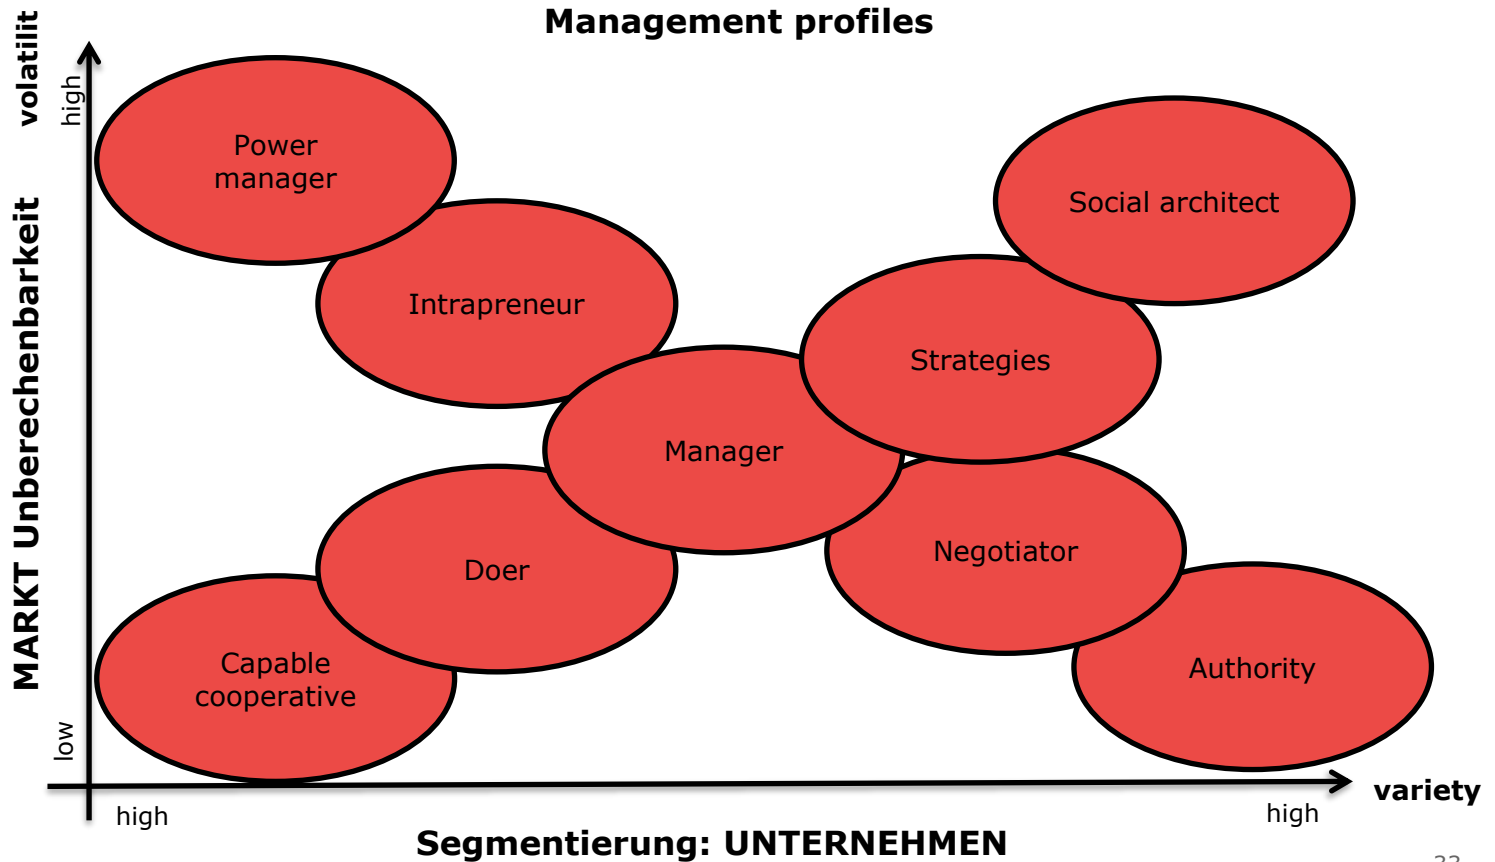 Management profiles
volatilit
high
Power
manager
Social architect
Intrapreneur
Strategies
MARKT Unberechenbarkeit
Manager
Negotiator
Doer
Capable
cooperative
Authority
low
variety
high
high
Segmentierung: UNTERNEHMEN